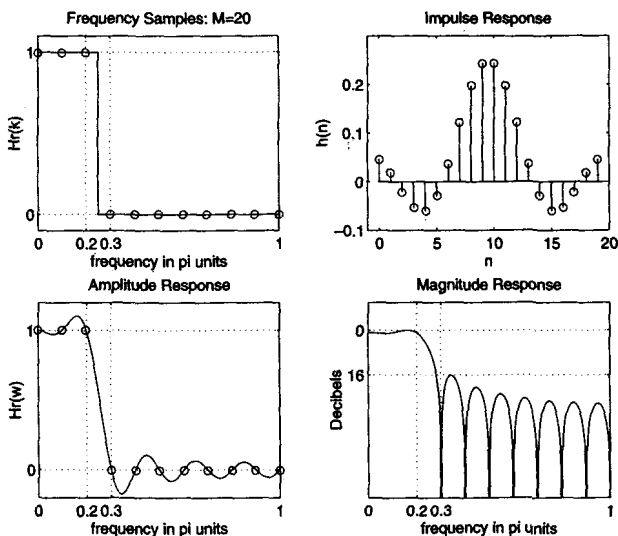 Frequency Samples: M=20
Hr(k)
1
0
0 0.2 0.3 1
frequency in pi units
Impulse Response
h(n)
0.2
0.1
0
-0.1
0 5 10 15 20
n
Amplitude Response
Hr(w)
1
0
0 0.2 0.3 1
frequency in pi units
Magnitude Response
Decibels
0
16
0 0.2 0.3 1
frequency in pi units